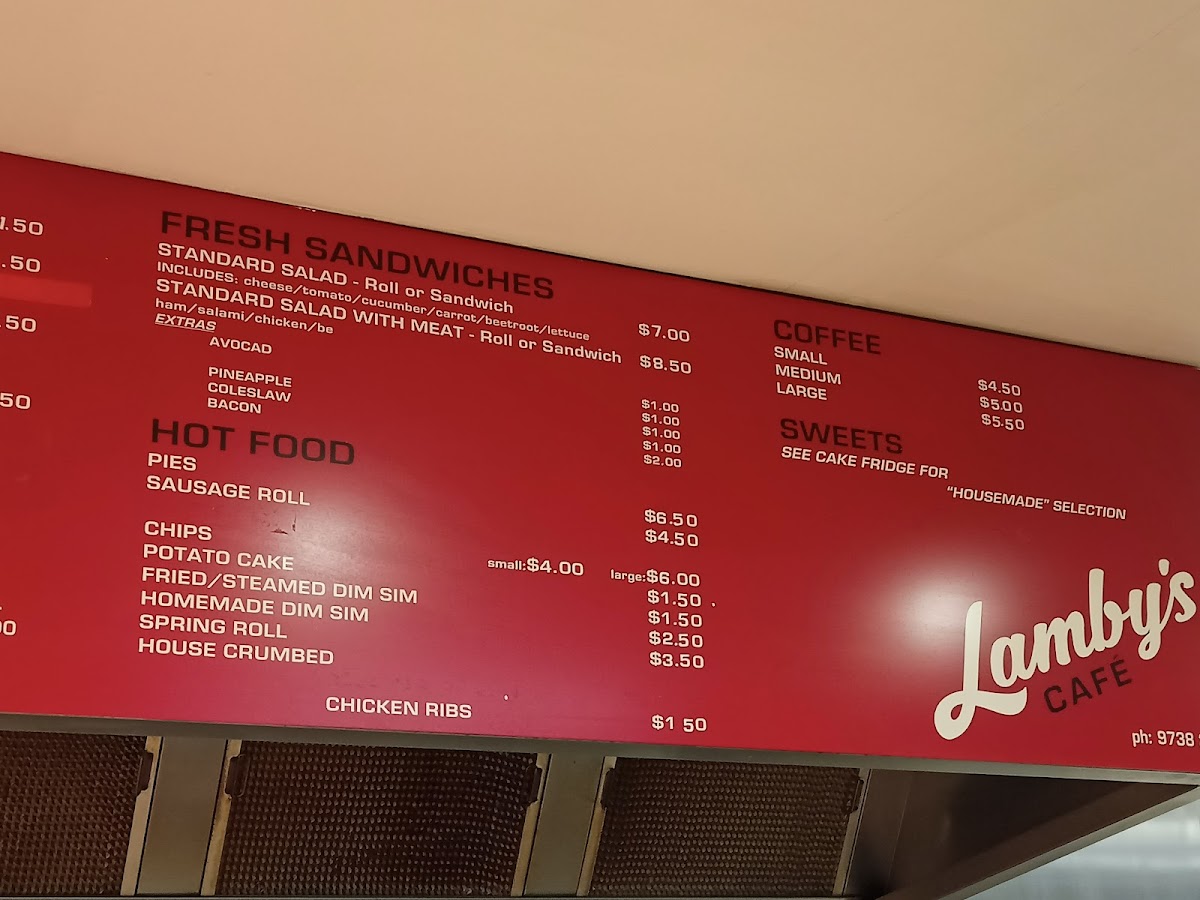 .50
.50
.50
50
00
FRESH SANDWICHES
STANDARD SALAD - Roll or Sandwich $7.00
INCLUDES: cheese/tomato/cucumber/carrot/beetroot/lettuce
STANDARD SALAD WITH MEAT - Roll or Sandwich $8.50
ham/salami/chicken/be
EXTRAS
AVOCAD $1.00
$1.00
PINEAPPLE $1.00
COLESLAW $1.00
BACON $2.00
HOT FOOD
PIES $6.50
SAUSAGE ROLL $4.50
CHIPS small:$4.00 large:$6.00
POTATO CAKE $1.50
FRIED/STEAMED DIM SIM $1.50
HOMEMADE DIM SIM $2.50
SPRING ROLL $3.50
HOUSE CRUMBED
CHICKEN RIBS $1 50
COFFEE
SMALL $4.50
MEDIUM $5.00
LARGE $5.50
SWEETS
SEE CAKE FRIDGE FOR
"HOUSEMADE" SELECTION
Lamby's
CAFÉ
ph: 9738